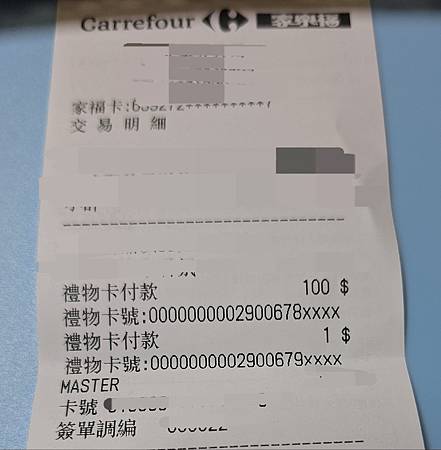 Carrefour 家樂福
家福卡:
交易明細
禮物卡付款 100 $
禮物卡號:0000000002900678xxxx
禮物卡付款 1 $
禮物卡號:0000000002900679xxxx
MASTER
卡號
簽單調編